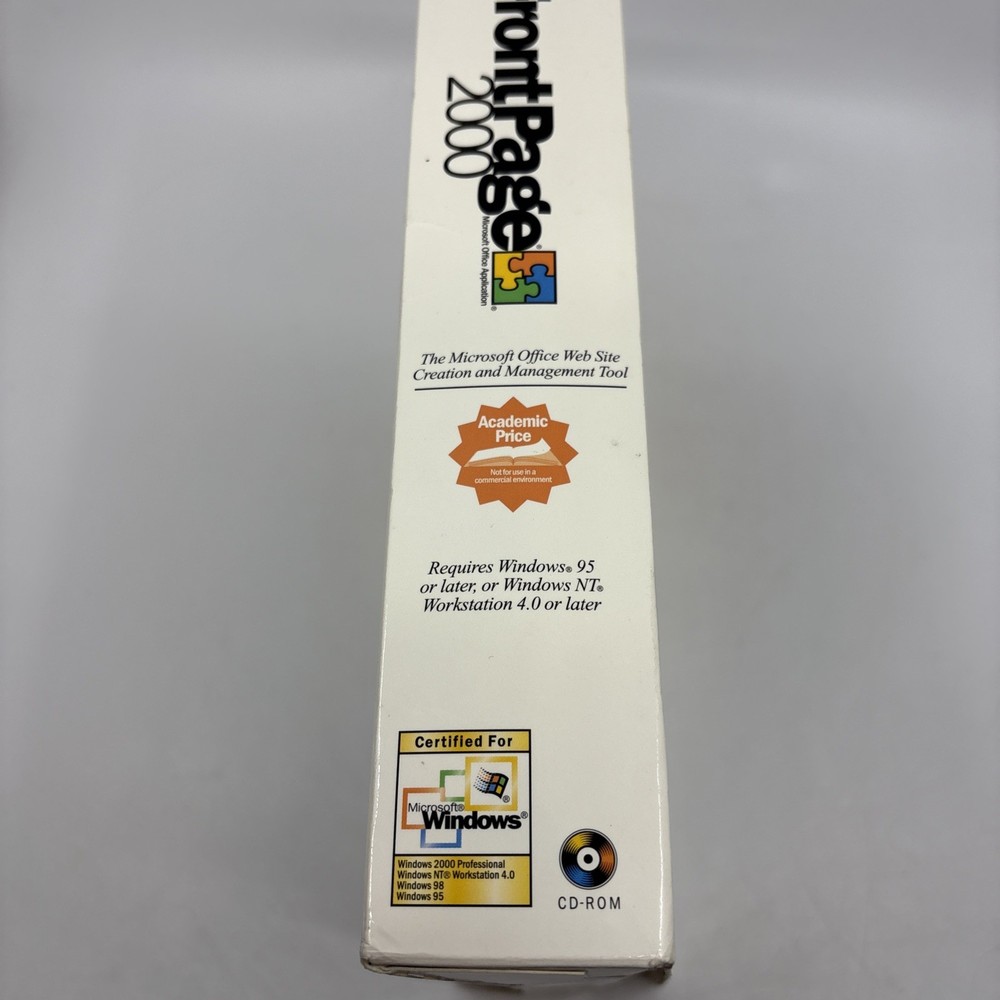 FrontPage®
2000
Microsoft Office Application
®
The Microsoft Office Web Site
Creation and Management Tool
Academic
Price
Not for use in a
commercial environment
Requires Windows® 95
or later, or Windows NT®
Workstation 4.0 or later
Certified For
®
Microsoft®
Windows®
Windows 2000 Professional
Windows NT® Workstation 4.0
Windows 98
Windows 95
CD-ROM